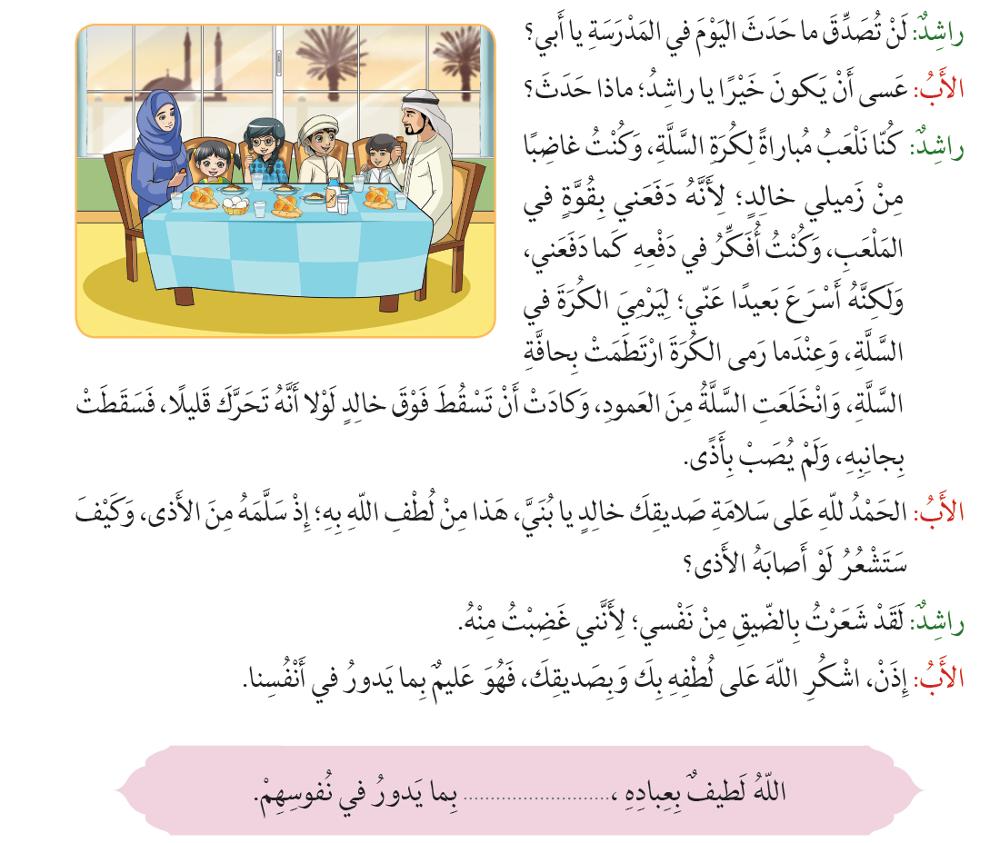 راشِدٌ: لَنْ تُصَدِّقَ ما حَدَثَ اليَوْمَ في المَدْرَسَةِ يا أَبي؟
الأَبُ: عَسى أَنْ يَكونَ خَيْرًا يا راشِدُ؛ ماذا حَدَثَ؟
راشِدٌ: كُنّا نَلْعَبُ مُباراةً لِكُرَةِ السَّلَّةِ، وَكُنْتُ غاضِبًا
مِنْ زَميلي خالِدٍ؛ لِأَنَّهُ دَفَعَني بِقُوَّةٍ في
المَلْعَبِ، وَكُنْتُ أُفَكِّرُ في دَفْعِهِ كَما دَفَعَني،
وَلَكِنَّهُ أَسْرَعَ بَعيدًا عَنّي؛ لِيَرْمِيَ الكُرَةَ في
السَّلَّةِ، وَعِنْدَما رَمى الكُرَةَ ارْتَطَمَتْ بِحافَّةِ
السَّلَّةِ، وَانْخَلَعَتِ السَّلَّةُ مِنَ العَمودِ، وَكادَتْ أَنْ تَسْقُطَ فَوْقَ خالِدٍ لَوْلا أَنَّهُ تَحَرَّكَ قَليلًا، فَسَقَطَتْ
بِجانِبِهِ، وَلَمْ يُصَبْ بِأَذًى.
الأَبُ: الحَمْدُ للّهِ عَلى سَلامَةِ صَديقِكَ خالِدٍ يا بُنَيَّ، هَذا مِنْ لُطْفِ اللّهِ بِهِ؛ إِذْ سَلَّمَهُ مِنَ الأَذى، وَكَيْفَ
سَتَشْعُرُ لَوْ أَصابَهُ الأَذى؟
راشِدٌ: لَقَدْ شَعَرْتُ بِالضّيقِ مِنْ نَفْسي؛ لِأَنَّني غَضِبْتُ مِنْهُ.
الأَبُ: إِذَنْ، اشْكُرِ اللّهَ عَلى لُطْفِهِ بِكَ وَبِصَديقِكَ، فَهُوَ عَليمٌ بِما يَدورُ في أَنْفُسِنا.
اللّهُ لَطيفٌ بِعِبادِهِ ، ........................... بِما يَدورُ في نُفوسِهِمْ.